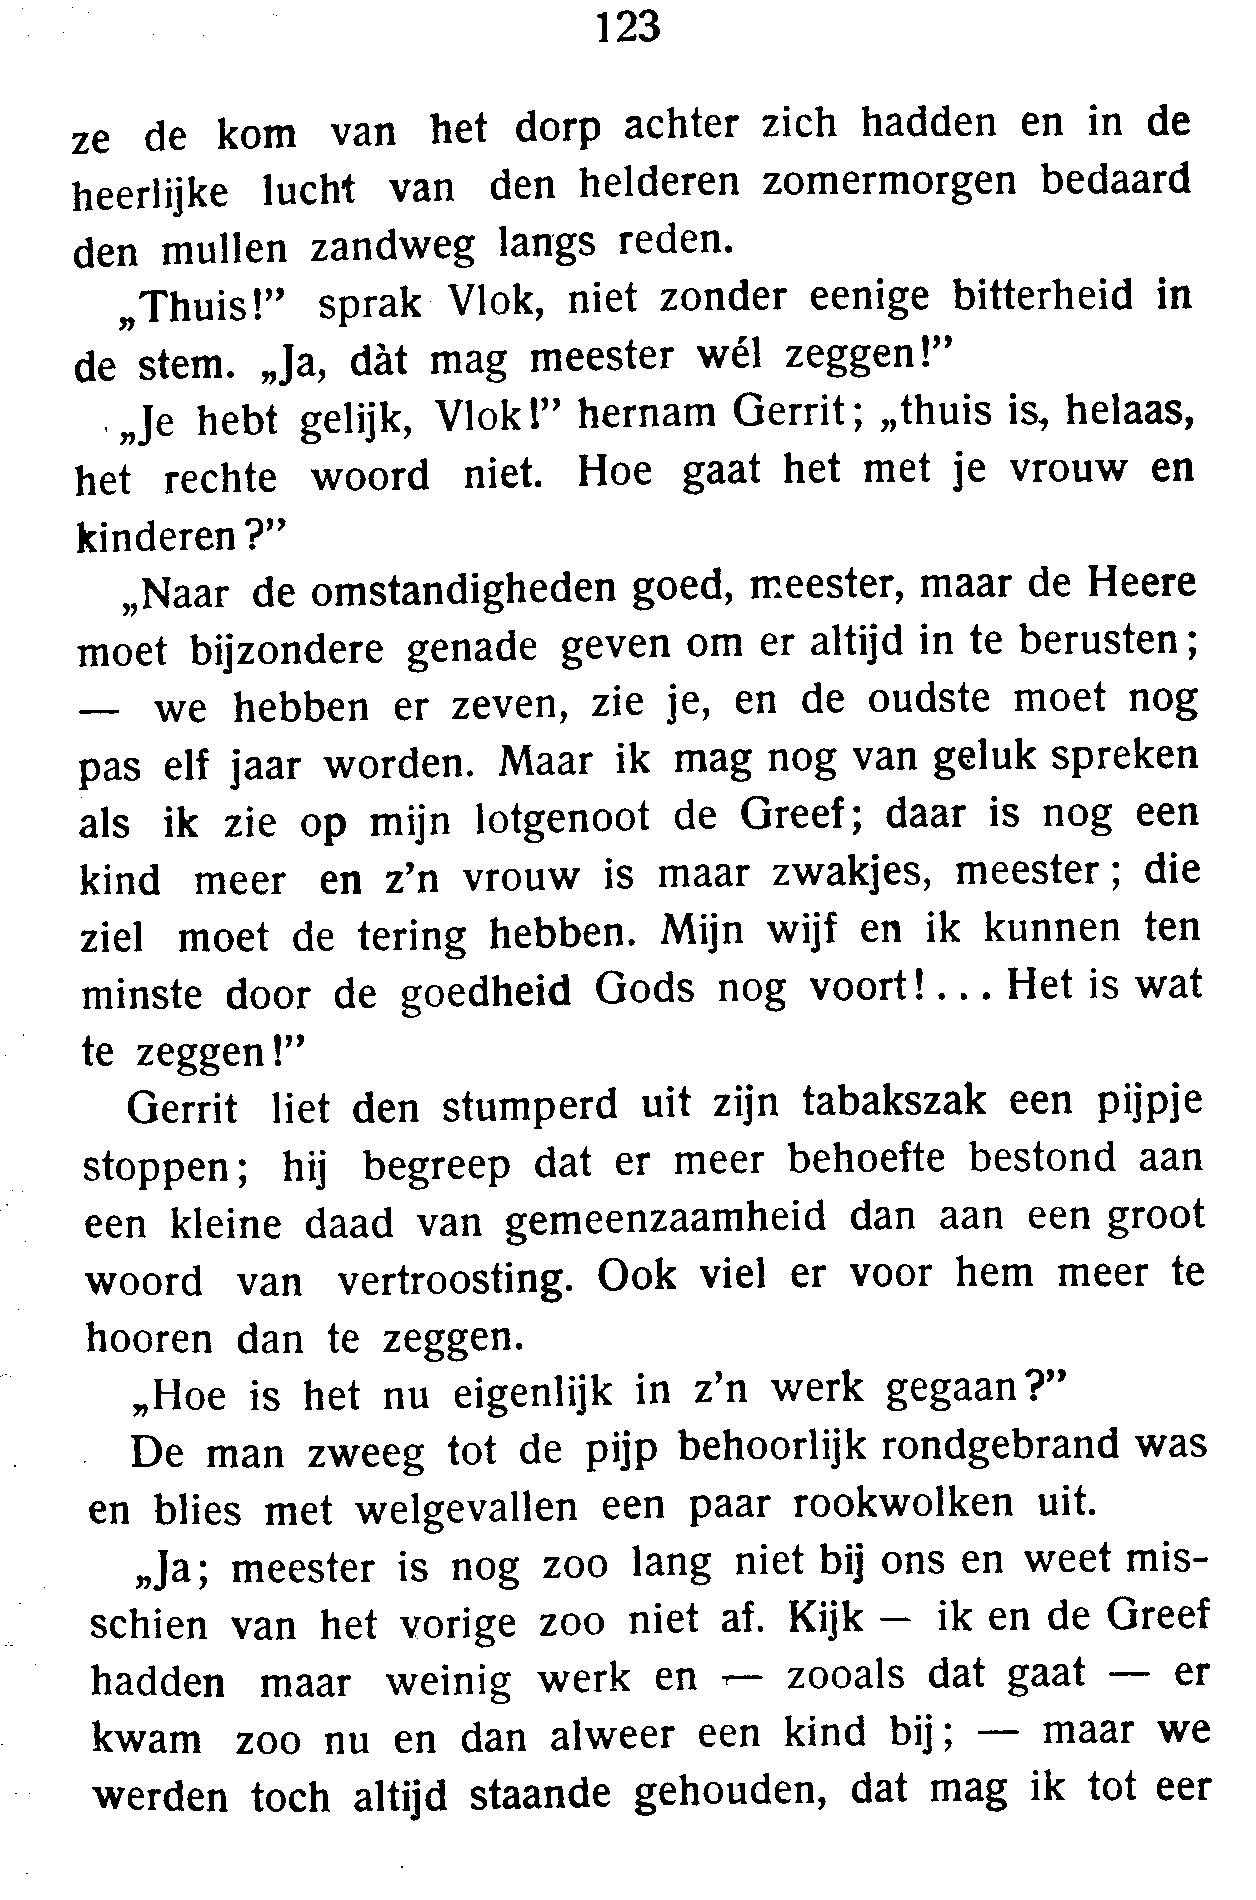 123
ze de kom van het dorp achter zich hadden en in de
heerlijke lucht van den helderen zomermorgen bedaard
den mullen zandweg langs reden.
„Thuis!” sprak Vlok, niet zonder eenige bitterheid in
de stem. „Ja, dàt mag meester wél zeggen!”
„Je hebt gelijk, Vlok!” hernam Gerrit; „thuis is, helaas,
het rechte woord niet. Hoe gaat het met je vrouw en
kinderen?”
„Naar de omstandigheden goed, meester, maar de Heere
moet bijzondere genade geven om er altijd in te berusten;
— we hebben er zeven, zie je, en de oudste moet nog
pas elf jaar worden. Maar ik mag nog van geluk spreken
als ik zie op mijn lotgenoot de Greef; daar is nog een
kind meer en z'n vrouw is maar zwakjes, meester; die
ziel moet de tering hebben. Mijn wijf en ik kunnen ten
minste door de goedheid Gods nog voort!... Het is wat
te zeggen!”
Gerrit liet den stumperd uit zijn tabakszak een pijpje
stoppen; hij begreep dat er meer behoefte bestond aan
een kleine daad van gemeenzaamheid dan aan een groot
woord van vertroosting. Ook viel er voor hem meer te
hooren dan te zeggen.
„Hoe is het nu eigenlijk in z'n werk gegaan?”
De man zweeg tot de pijp behoorlijk rondgebrand was
en blies met welgevallen een paar rookwolken uit.
„Ja; meester is nog zoo lang niet bij ons en weet mis-
schien van het vorige zoo niet af. Kijk — ik en de Greef
hadden maar weinig werk en — zooals dat gaat — er
kwam zoo nu en dan alweer een kind bij; — maar we
werden toch altijd staande gehouden, dat mag ik tot eer